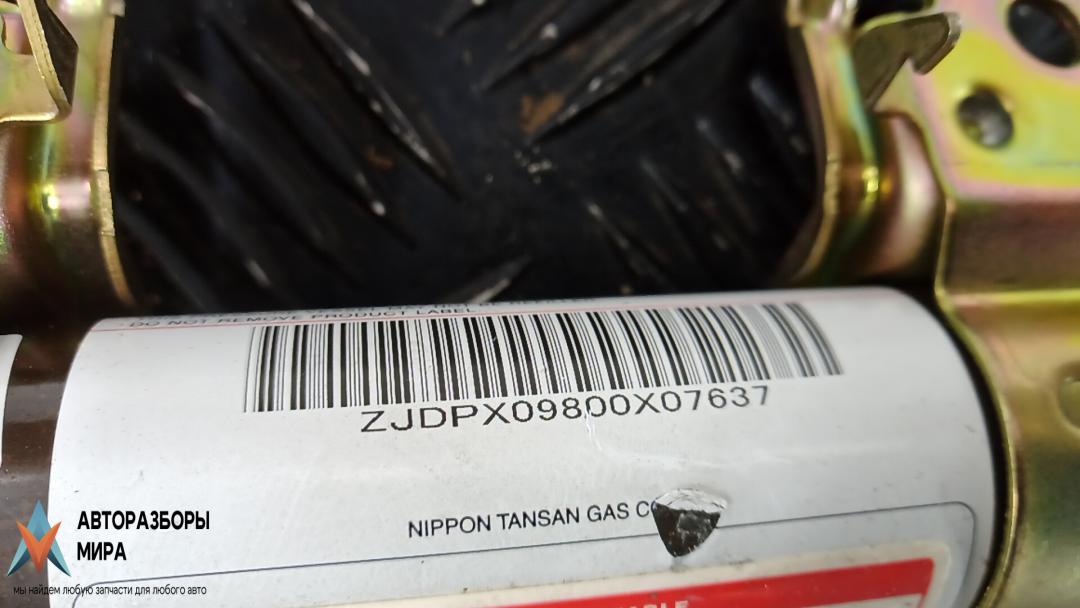 DO NOT REMOVE PRODUCT LABEL
ZJDPX09800X07637
NIPPON TANSAN GAS
АВТОРАЗБОРЫ
МИРА
мы найдем любую запчасти для любого авто